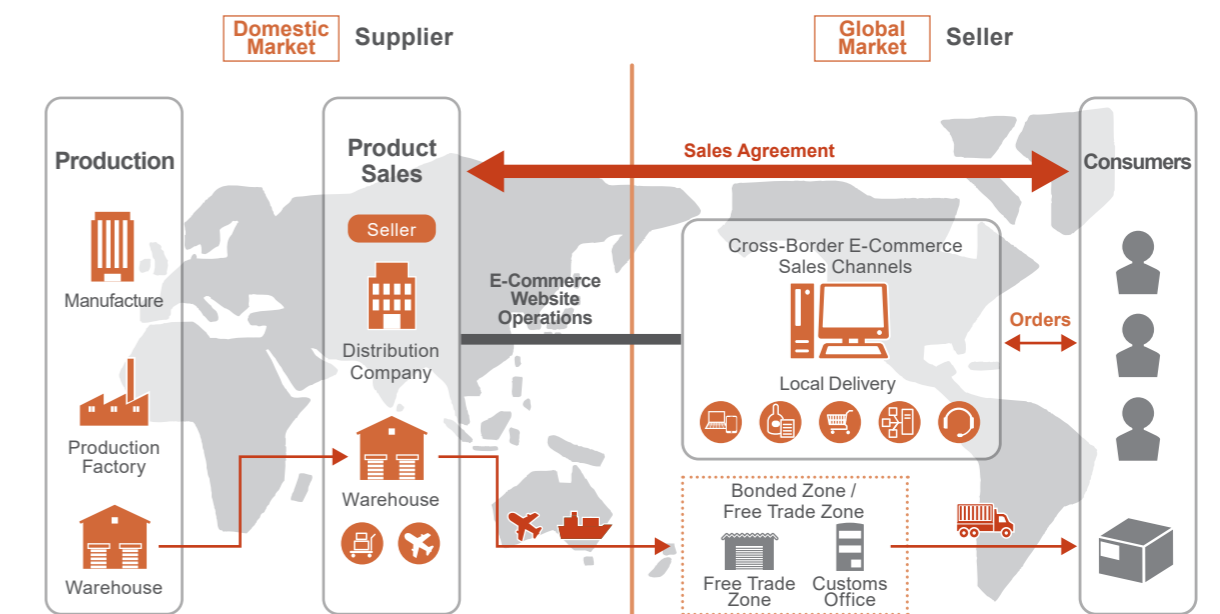 Domestic
Market
Supplier
Global
Market
Seller
Production
Manufacture
Production
Factory
Warehouse
Product
Sales
Seller
Distribution
Company
Warehouse
Sales Agreement
E-Commerce
Website
Operations
Cross-Border E-Commerce
Sales Channels
Local Delivery
Orders
Bonded Zone /
Free Trade Zone
Free Trade
Zone
Customs
Office
Consumers